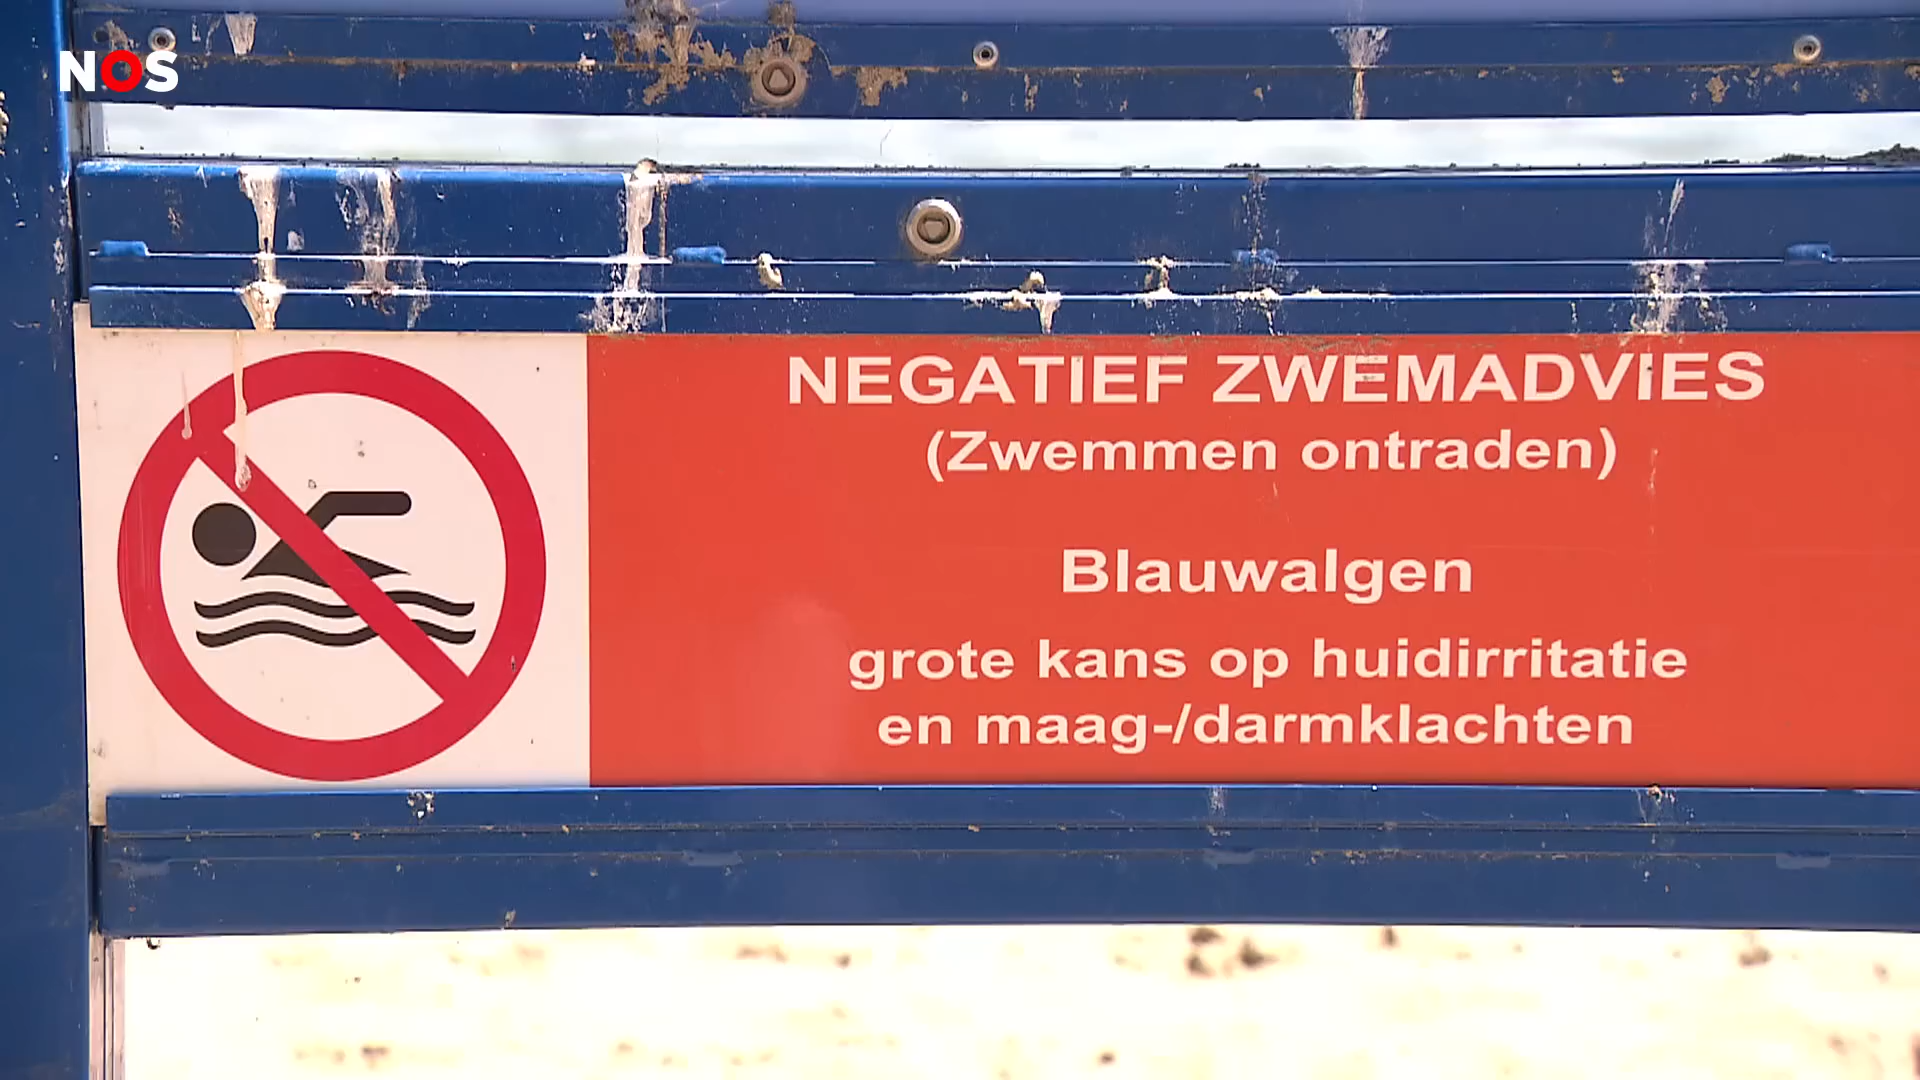 NOS
NEGATIEF ZWEMADVIES
(Zwemmen ontraden)
Blauwalgen
grote kans op huidirritatie
en maag-/darmklachten